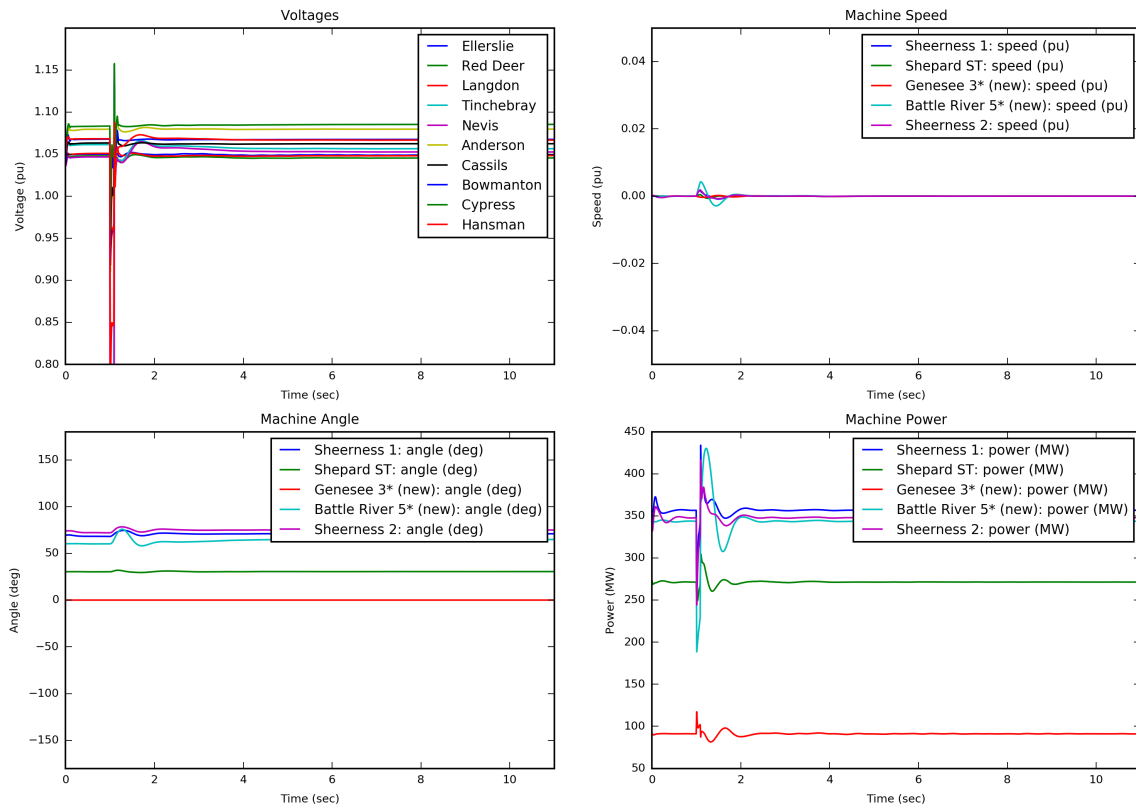 Voltages
Voltage (pu)
1.15
1.10
1.05
1.00
0.95
0.90
0.85
0.80
0
2
4
6
8
10
Time (sec)
Ellerslie
Red Deer
Langdon
Tinchebray
Nevis
Anderson
Cassils
Bowmanton
Cypress
Hansman
Machine Speed
Speed (pu)
0.04
0.02
0.00
−0.02
−0.04
0
2
4
6
8
10
Time (sec)
Sheerness 1: speed (pu)
Shepard ST: speed (pu)
Genesee 3* (new): speed (pu)
Battle River 5* (new): speed (pu)
Sheerness 2: speed (pu)
Machine Angle
Angle (deg)
150
100
50
0
−50
−100
−150
0
2
4
6
8
10
Time (sec)
Sheerness 1: angle (deg)
Shepard ST: angle (deg)
Genesee 3* (new): angle (deg)
Battle River 5* (new): angle (deg)
Sheerness 2: angle (deg)
Machine Power
Power (MW)
450
400
350
300
250
200
150
100
50
0
2
4
6
8
10
Time (sec)
Sheerness 1: power (MW)
Shepard ST: power (MW)
Genesee 3* (new): power (MW)
Battle River 5* (new): power (MW)
Sheerness 2: power (MW)